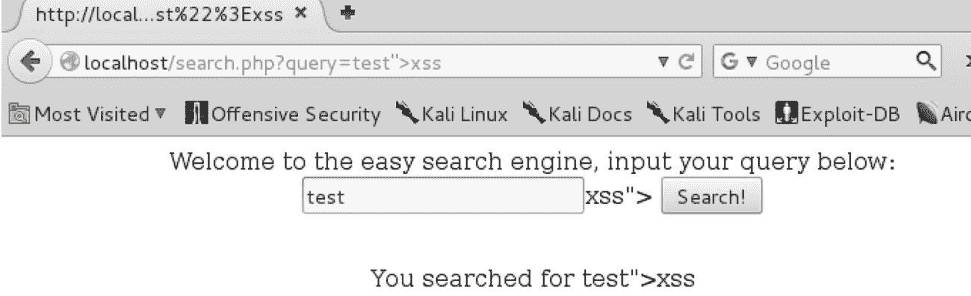 http://local...st%22%3Exss
localhost/search.php?query=test">xss
Google
Most Visited Offensive Security Kali Linux Kali Docs Kali Tools Exploit-DB Airc
Welcome to the easy search engine, input your query below:
test xss"> Search!
You searched for test">xss